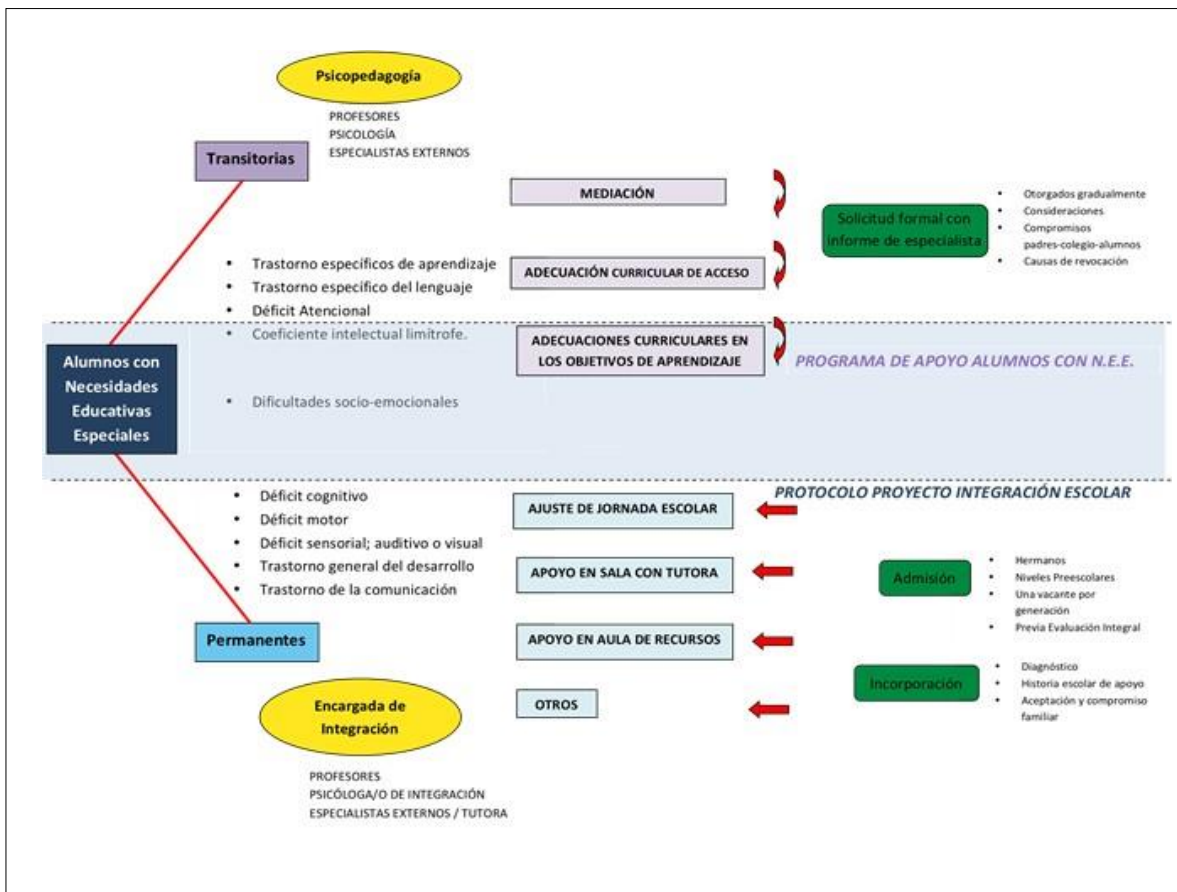 Psicopedagogía
PROFESORES
PSICOLOGÍA
ESPECIALISTAS EXTERNOS
Transitorias
MEDIACIÓN
Solicitud formal con
informe de especialista
• Otorgados gradualmente
• Consideraciones
• Compromisos
padres-colegio-alumnos
• Causas de revocación
• Trastorno específicos de aprendizaje
• Trastorno específico del lenguaje
• Déficit Atencional
• Coeficiente intelectual limítrofe.
• Dificultades socio-emocionales
ADECUACIÓN CURRICULAR DE ACCESO
ADECUACIONES CURRICULARES EN
LOS OBJETIVOS DE APRENDIZAJE
PROGRAMA DE APOYO ALUMNOS CON N.E.E.
Alumnos con
Necesidades
Educativas
Especiales
PROTOCOLO PROYECTO INTEGRACIÓN ESCOLAR
• Déficit cognitivo
• Déficit motor
• Déficit sensorial; auditivo o visual
• Trastorno general del desarrollo
• Trastorno de la comunicación
AJUSTE DE JORNADA ESCOLAR
APOYO EN SALA CON TUTORA
Admisión
• Hermanos
• Niveles Preescolares
• Una vacante por
generación
• Previa Evaluación Integral
Permanentes
APOYO EN AULA DE RECURSOS
Incorporación
• Diagnóstico
• Historia escolar de apoyo
• Aceptación y compromiso
familiar
OTROS
Encargada de
Integración
PROFESORES
PSICÓLOGA/O DE INTEGRACIÓN
ESPECIALISTAS EXTERNOS / TUTORA